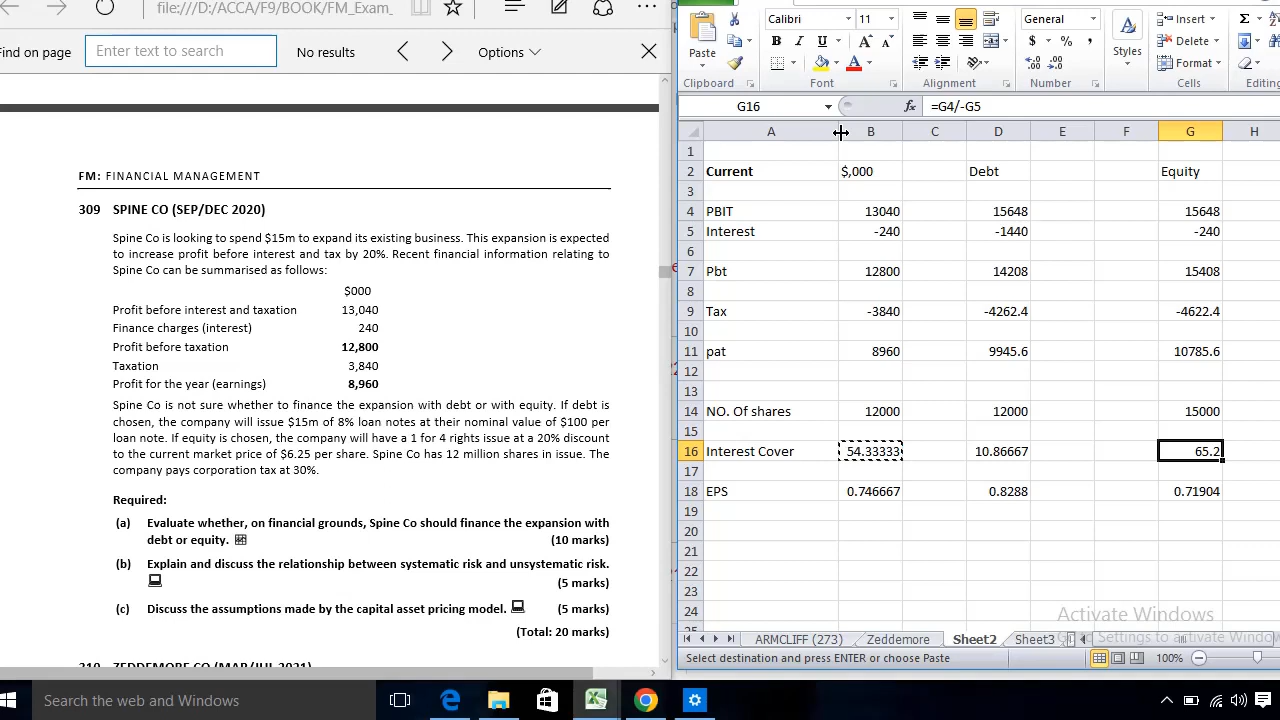 file:///D:/ACCA/F9/BOOK/FM_Exam_
ind on page Enter text to search No results Options
FM: FINANCIAL MANAGEMENT
309 SPINE CO (SEP/DEC 2020)
Spine Co is looking to spend $15m to expand its existing business. This expansion is expected
to increase profit before interest and tax by 20%. Recent financial information relating to
Spine Co can be summarised as follows:
$000
Profit before interest and taxation 13,040
Finance charges (interest) 240
Profit before taxation 12,800
Taxation 3,840
Profit for the year (earnings) 8,960
Spine Co is not sure whether to finance the expansion with debt or with equity. If debt is
chosen, the company will issue $15m of 8% loan notes at their nominal value of $100 per
loan note. If equity is chosen, the company will have a 1 for 4 rights issue at a 20% discount
to the current market price of $6.25 per share. Spine Co has 12 million shares in issue. The
company pays corporation tax at 30%.
Required:
(a) Evaluate whether, on financial grounds, Spine Co should finance the expansion with
debt or equity. (10 marks)
(b) Explain and discuss the relationship between systematic risk and unsystematic risk.
(5 marks)
(c) Discuss the assumptions made by the capital asset pricing model. (5 marks)
(Total: 20 marks)
310 ZEDDEMORE CO (MAR/JUL 2021)
Calibri 11 General Insert
Paste B I U A A $ % , Styles Delete
Format
Clipboard Font Alignment Number Cells Editing
G16 fx =G4/-G5
A B C D E F G H
1
2 Current $,000 Debt Equity
3
4 PBIT 13040 15648 15648
5 Interest -240 -1440 -240
6
7 Pbt 12800 14208 15408
8
9 Tax -3840 -4262.4 -4622.4
10
11 pat 8960 9945.6 10785.6
12
13
14 NO. Of shares 12000 12000 15000
15
16 Interest Cover 54.33333 10.86667 65.2
17
18 EPS 0.746667 0.8288 0.71904
19
20
21
22
23
24
Activate Windows
Go to Settings to activate Windows
ARMCLIFF (273) Zeddemore Sheet2 Sheet3
Select destination and press ENTER or choose Paste 100%
Search the web and Windows